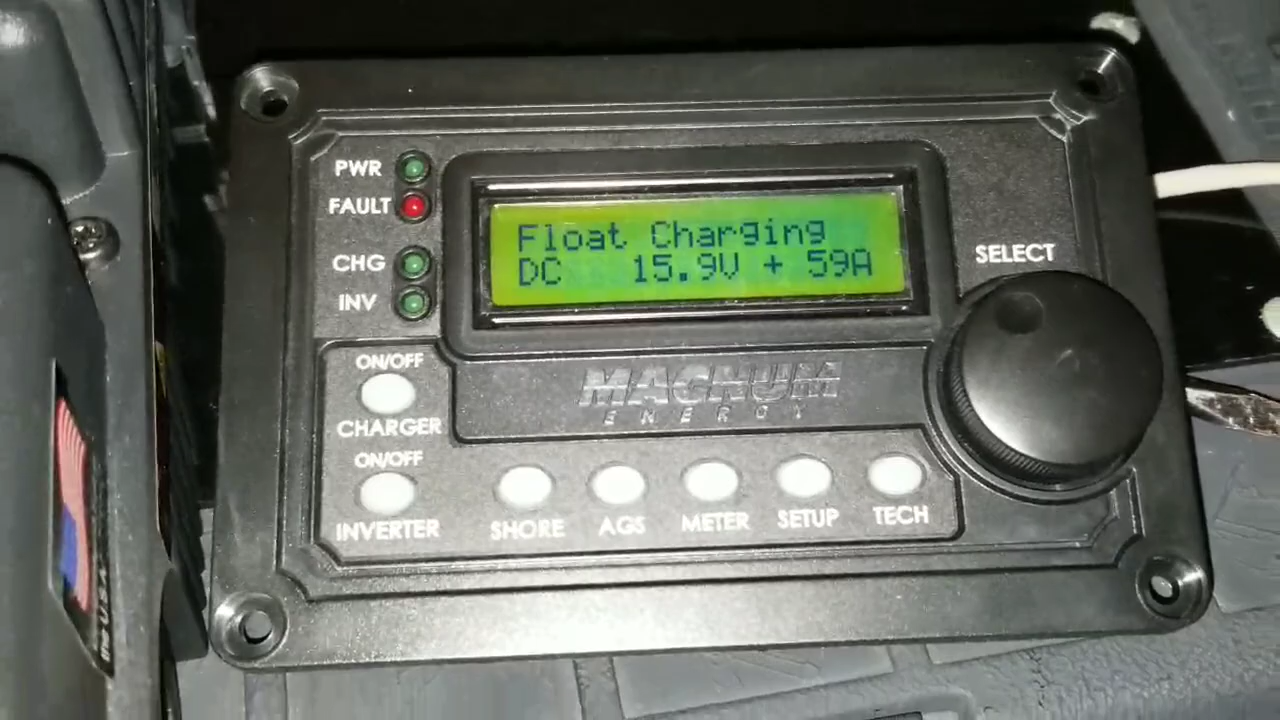 PWR
FAULT
CHG
INV
Float Charging
DC 15.9V + 59A
SELECT
ON/OFF
CHARGER
MAGNUM
ENERGY
ON/OFF
INVERTER
SHORE
AGS
METER
SETUP
TECH